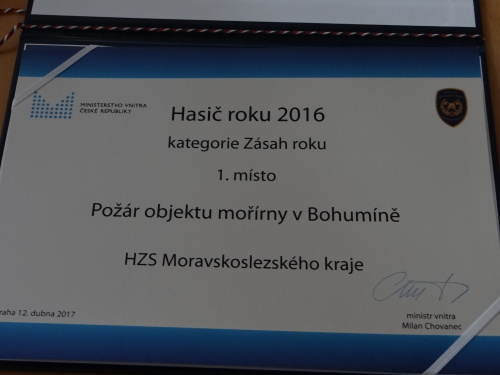 MINISTERSTVO VNITRA
ČESKÉ REPUBLIKY
Hasič roku 2016
kategorie Zásah roku
1. místo
Požár objektu mořírny v Bohumíně
HZS Moravskoslezského kraje
raha 12. dubna 2017
ministr vnitra
Milan Chovanec